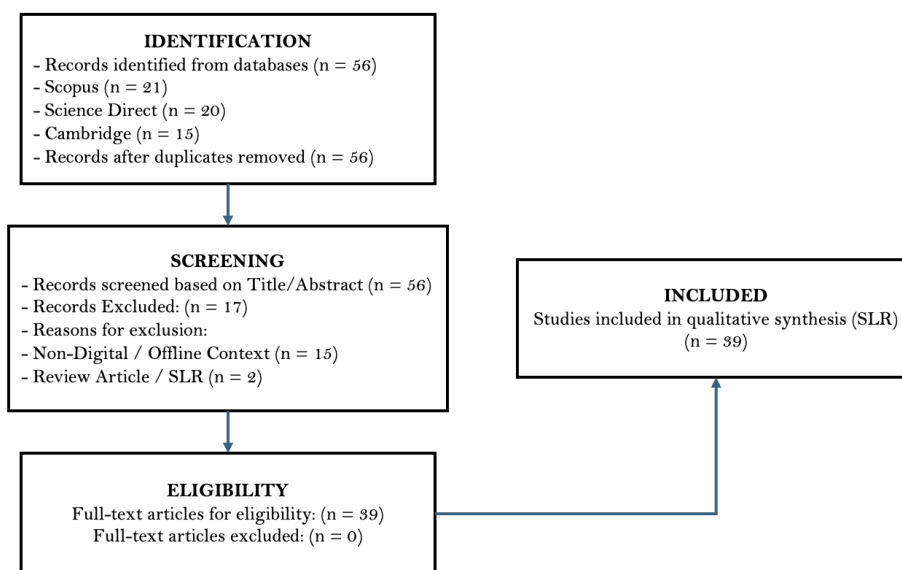 IDENTIFICATION
- Records identified from databases (n = 56)
- Scopus (n = 21)
- Science Direct (n = 20)
- Cambridge (n = 15)
- Records after duplicates removed (n = 56)
SCREENING
- Records screened based on Title/Abstract (n = 56)
- Records Excluded: (n = 17)
- Reasons for exclusion:
- Non-Digital / Offline Context (n = 15)
- Review Article / SLR (n = 2)
ELIGIBILITY
Full-text articles for eligibility: (n = 39)
Full-text articles excluded: (n = 0)
INCLUDED
Studies included in qualitative synthesis (SLR)
(n = 39)